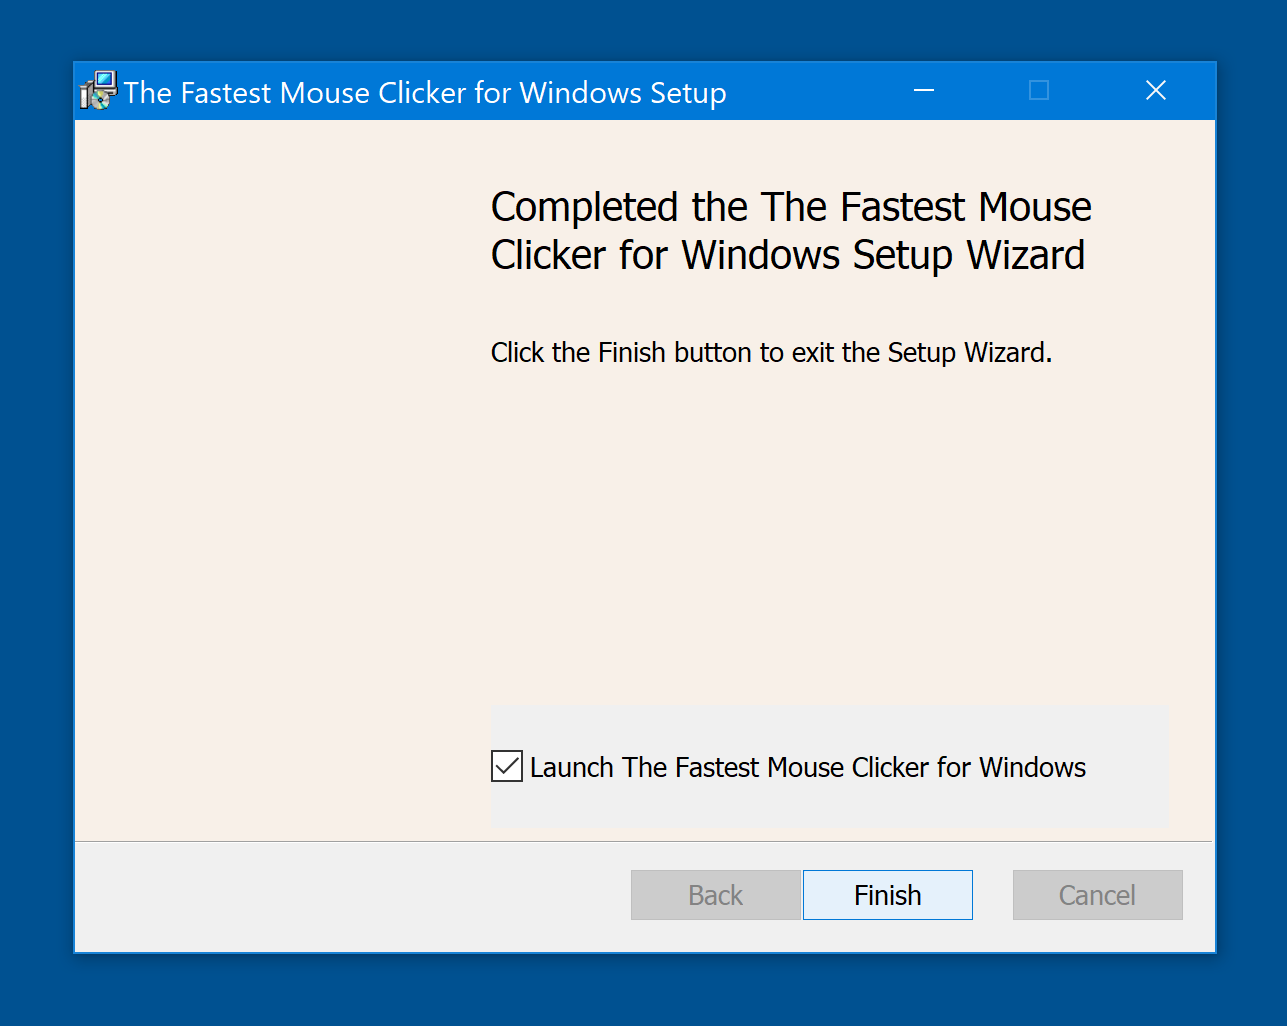 The Fastest Mouse Clicker for Windows Setup
Completed the The Fastest Mouse
Clicker for Windows Setup Wizard
Click the Finish button to exit the Setup Wizard.
Launch The Fastest Mouse Clicker for Windows
Back
Finish
Cancel